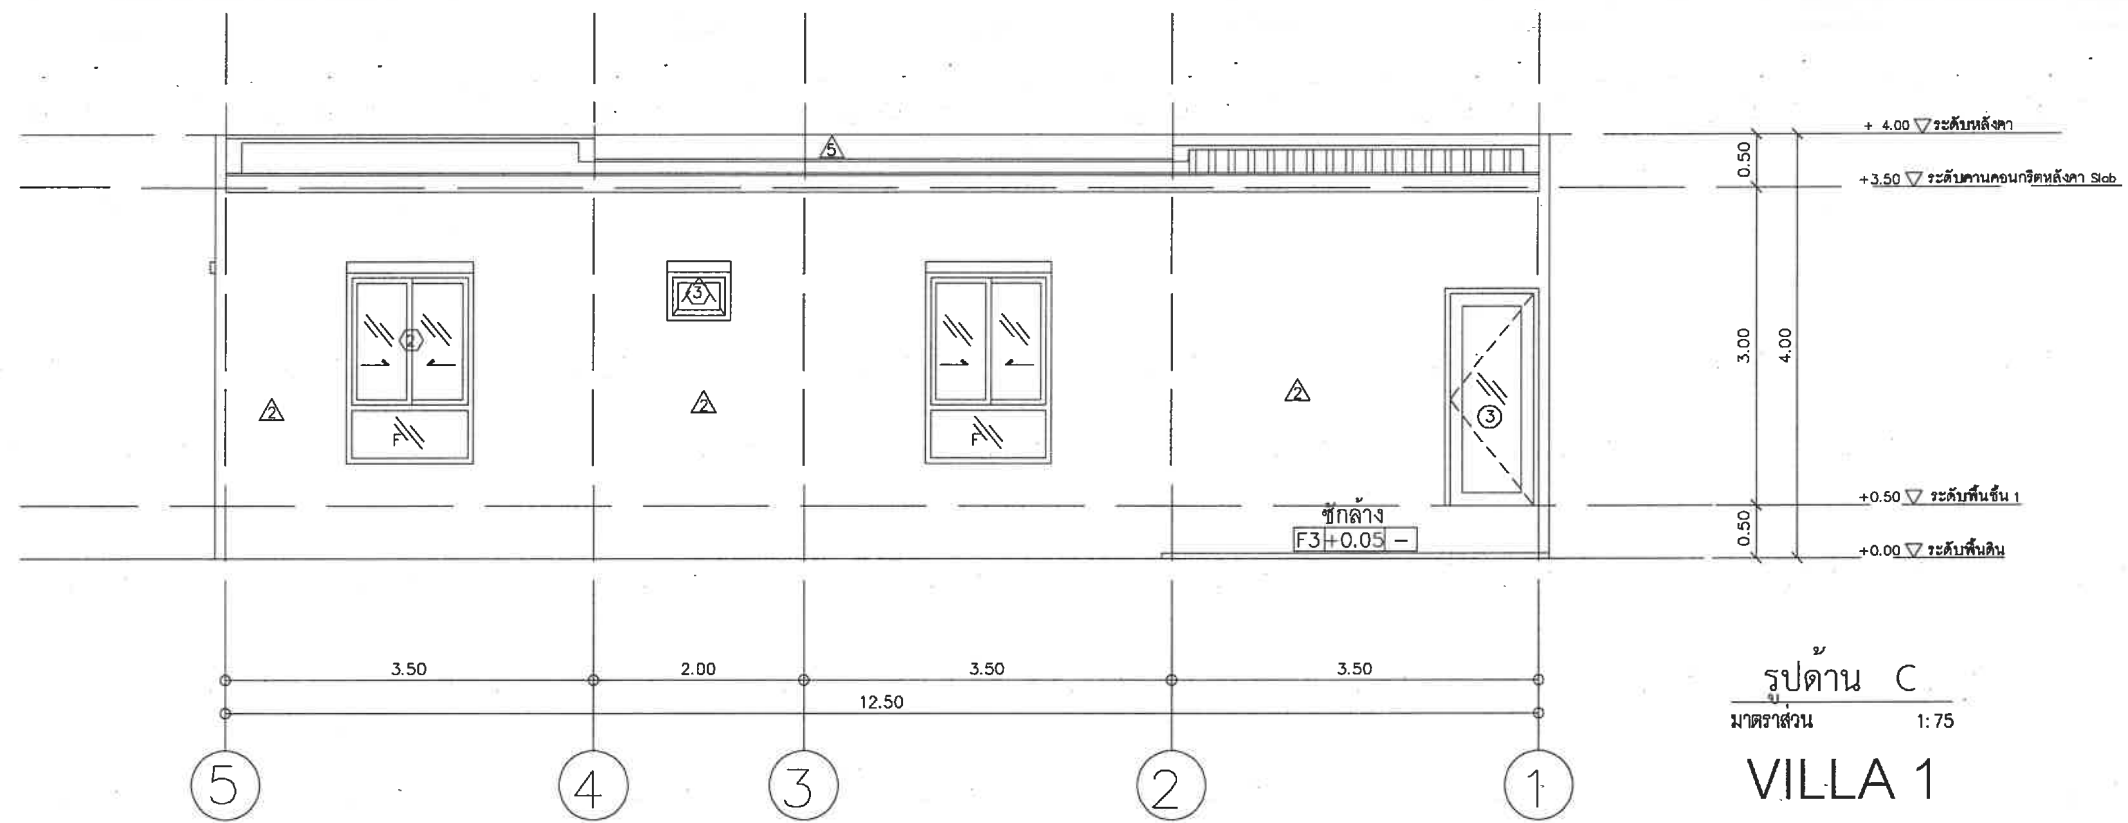 + 4.00 ระดับหลังคา
0.50
+3.50 ระดับคานคอนกรีตหลังคา Slab
5
3
2
2
2
2
3
3.00
4.00
F
F
ซักล้าง
F3 +0.05 -
+0.50 ระดับพื้นชั้น 1
0.50
+0.00 ระดับพื้นดิน
3.50 2.00 3.50 3.50
12.50
5 4 3 2 1
รูปด้าน C
มาตราส่วน 1:75
VILLA 1